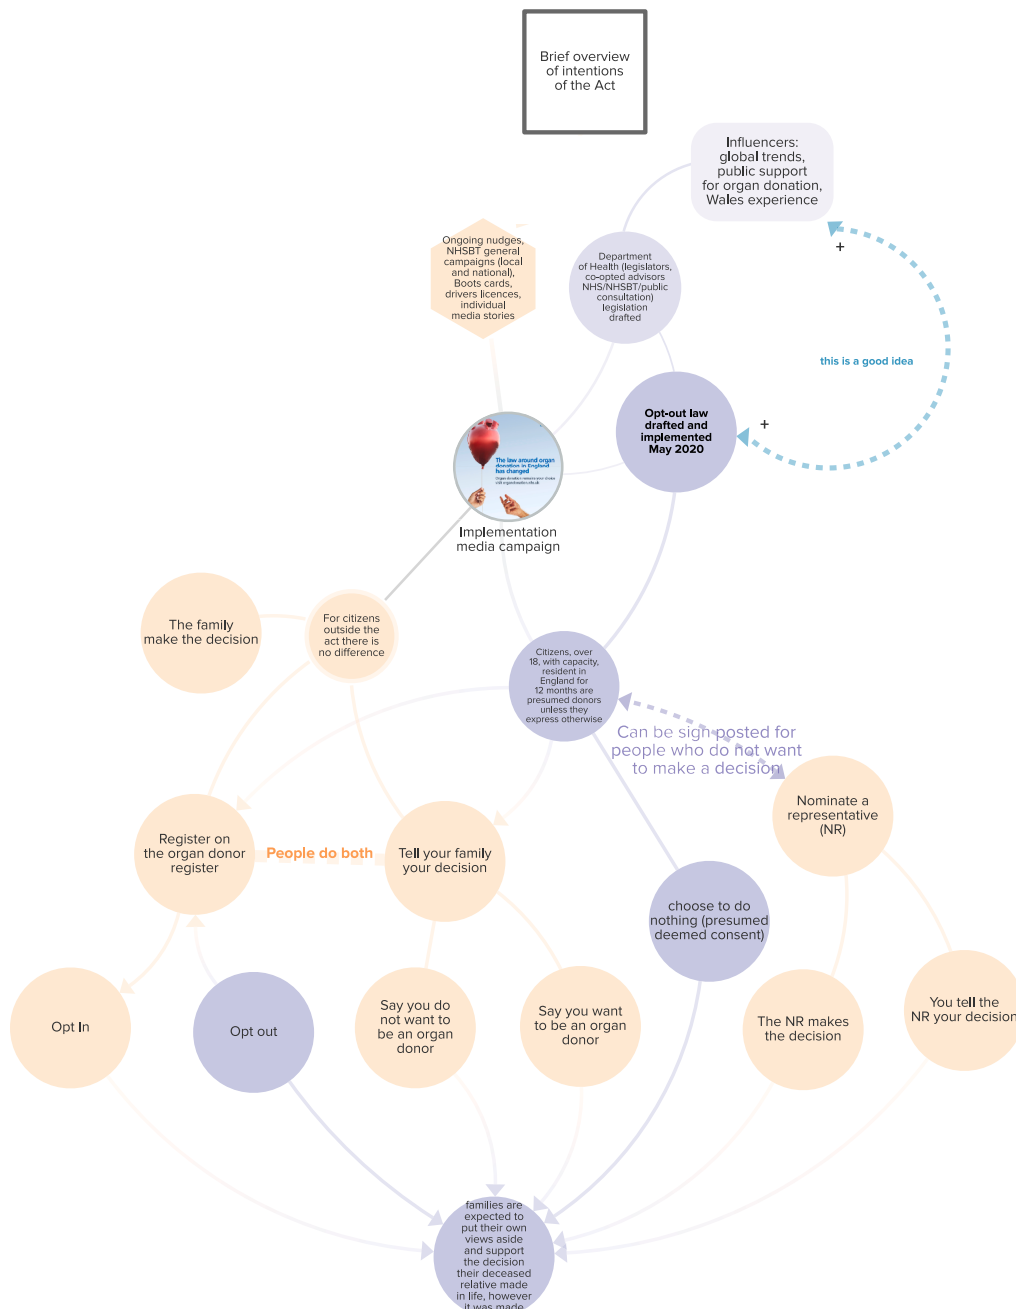 Brief overview
of intentions
of the Act
Influencers:
global trends,
public support
for organ donation,
Wales experience
Ongoing nudges,
NHSBT general
campaigns (local
and national),
Boots cards,
drivers licences,
individual
media stories
Department
of Health (legislators,
co-opted advisors
NHS/NHSBT/public
consultation)
legislation
drafted
+
this is a good idea
+
Opt-out law
drafted and
implemented
May 2020
The law around organ
donation in England
has changed
Implementation
media campaign
The family
make the decision
For citizens
outside the
act there is
no difference
Citizens, over
18, with capacity,
resident in
England for
12 months are
presumed donors
unless they
express otherwise
Can be sign posted for
people who do not want
to make a decision
Nominate a
representative
(NR)
Register on
the organ donor
register
People do both
Tell your family
your decision
choose to do
nothing (presumed
deemed consent)
Opt In
Opt out
Say you do
not want to
be an organ
donor
Say you want
to be an organ
donor
The NR makes
the decision
You tell the
NR your decision
families are
expected to
put their own
views aside
and support
the decision
their deceased
relative made
in life, however
it was made